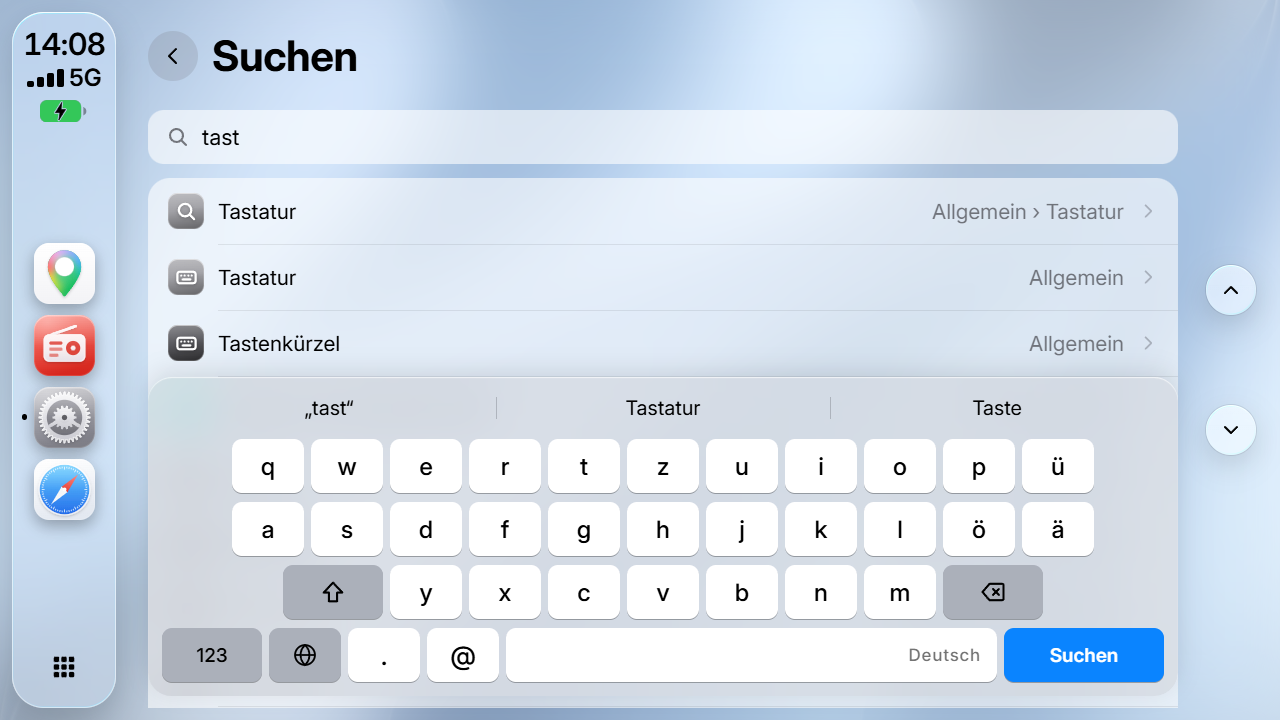 14:08
5G
Suchen
tast
Tastatur Allgemein › Tastatur
Tastatur Allgemein
Tastenkürzel Allgemein
„tast“ Tastatur Taste
q w e r t z u i o p ü
a s d f g h j k l ö ä
y x c v b n m
123 . @ Deutsch Suchen